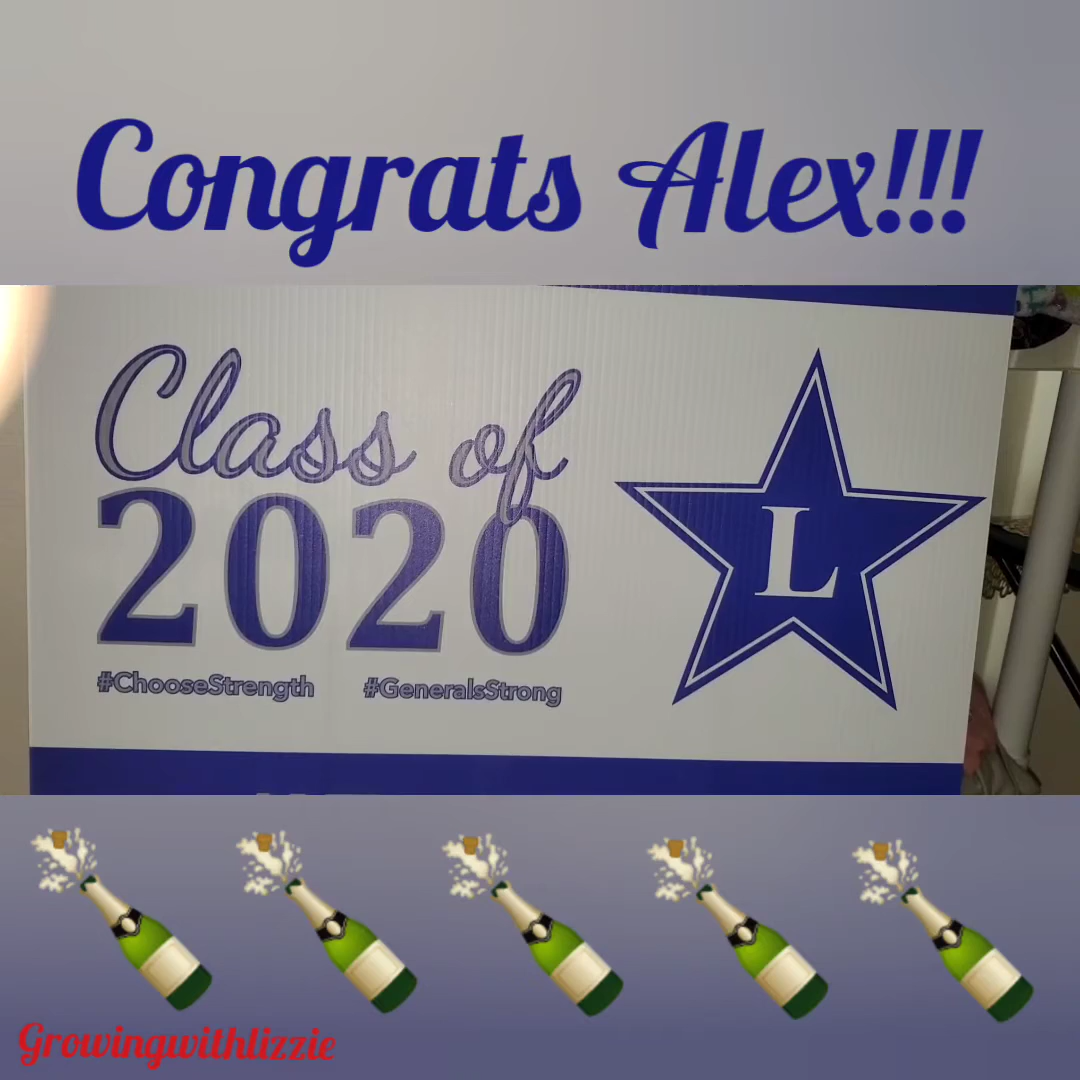 Congrats Alex!!!
Class of
2020
#ChooseStrength #GeneralsStrong
L
Growingwithlizzie